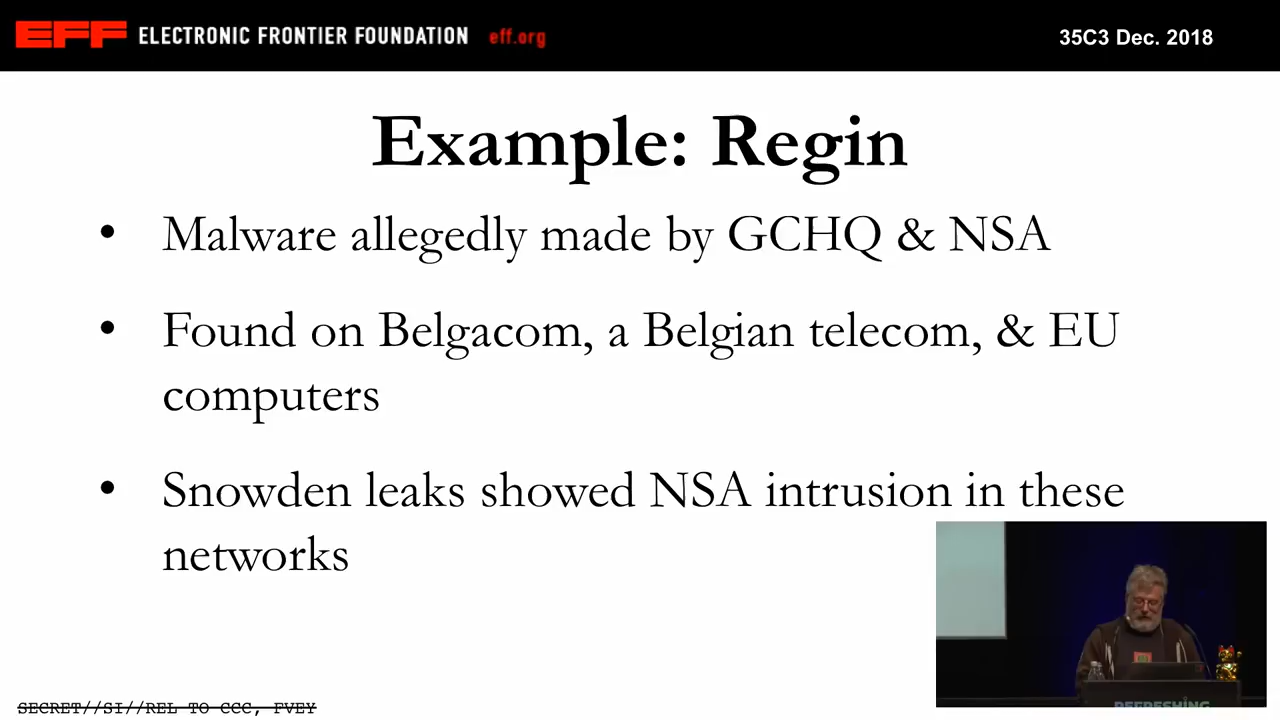 EFF ELECTRONIC FRONTIER FOUNDATION eff.org
35C3 Dec. 2018
Example: Regin
• Malware allegedly made by GCHQ & NSA
• Found on Belgacom, a Belgian telecom, & EU
computers
• Snowden leaks showed NSA intrusion in these
networks
REFRESHING
SECRET//SI//REL TO CCC, FVEY